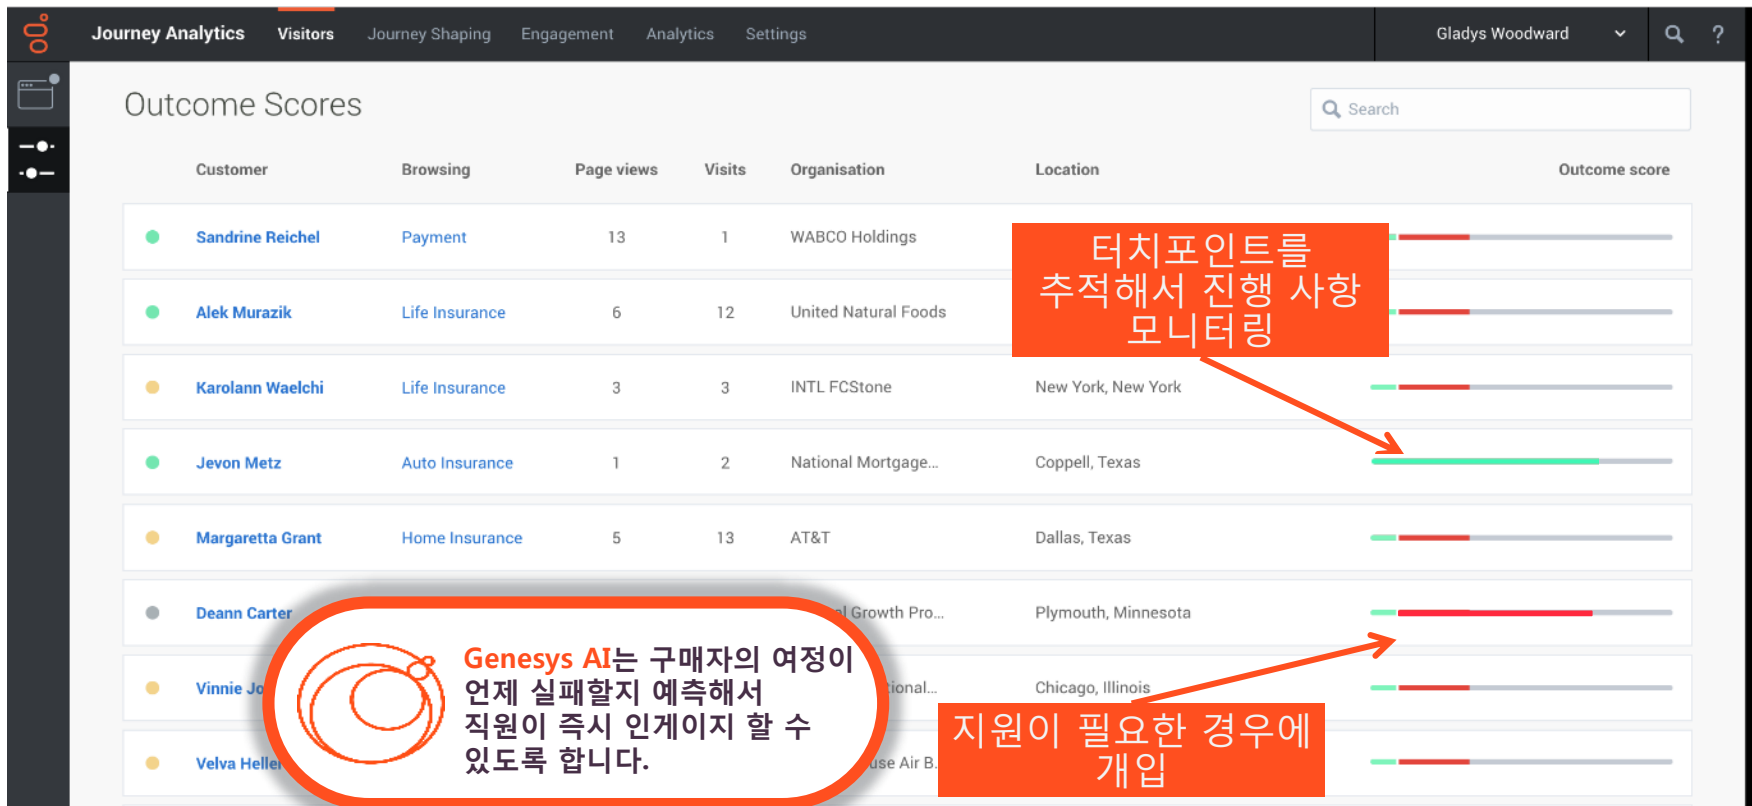 Journey Analytics Visitors Journey Shaping Engagement Analytics Settings Gladys Woodward ?
Outcome Scores
Search
Customer Browsing Page views Visits Organisation Location Outcome score
Sandrine Reichel Payment 13 1 WABCO Holdings
Alek Murazik Life Insurance 6 12 United Natural Foods
터치포인트를
추적해서 진행 사항
모니터링
Karolann Waelchi Life Insurance 3 3 INTL FCStone New York, New York
Jevon Metz Auto Insurance 1 2 National Mortgage... Coppell, Texas
Margaretta Grant Home Insurance 5 13 AT&T Dallas, Texas
Deann Carter Growth Pro... Plymouth, Minnesota
Vinnie Chicago, Illinois
Velva Air B.
Genesys AI는 구매자의 여정이
언제 실패할지 예측해서
직원이 즉시 인게이지 할 수
있도록 합니다.
지원이 필요한 경우에
개입